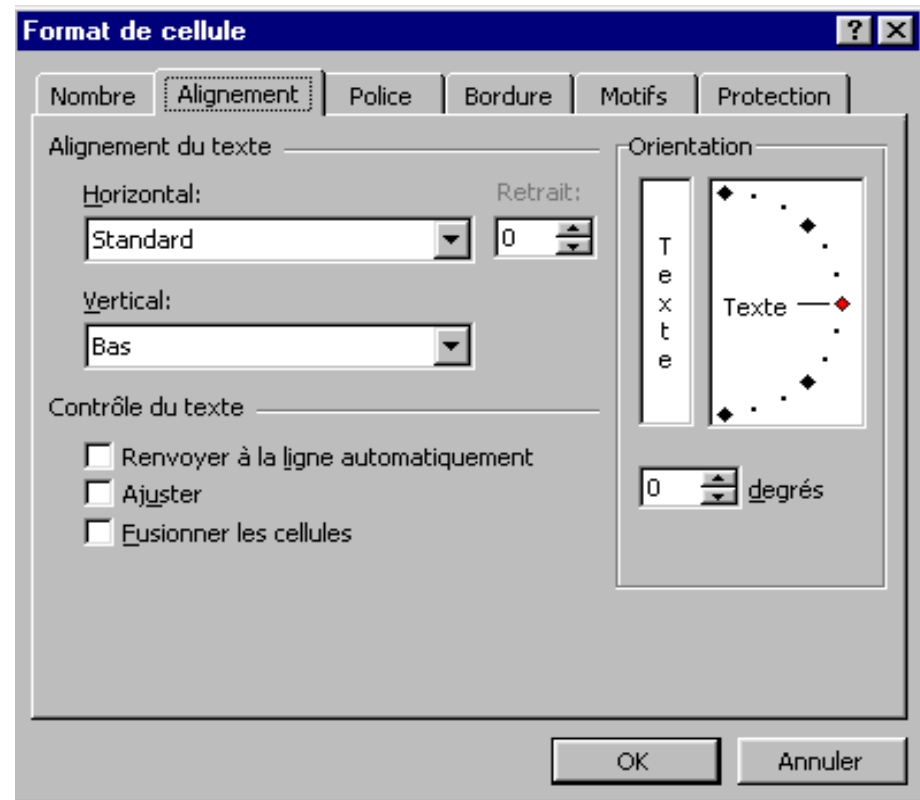 Format de cellule
Nombre Alignement Police Bordure Motifs Protection
Alignement du texte
Horizontal: Retrait:
Standard 0
Vertical:
Bas
Contrôle du texte
Renvoyer à la ligne automatiquement
Ajuster
Fusionner les cellules
Orientation
T
e
x
t
e
Texte
0 degrés
OK Annuler